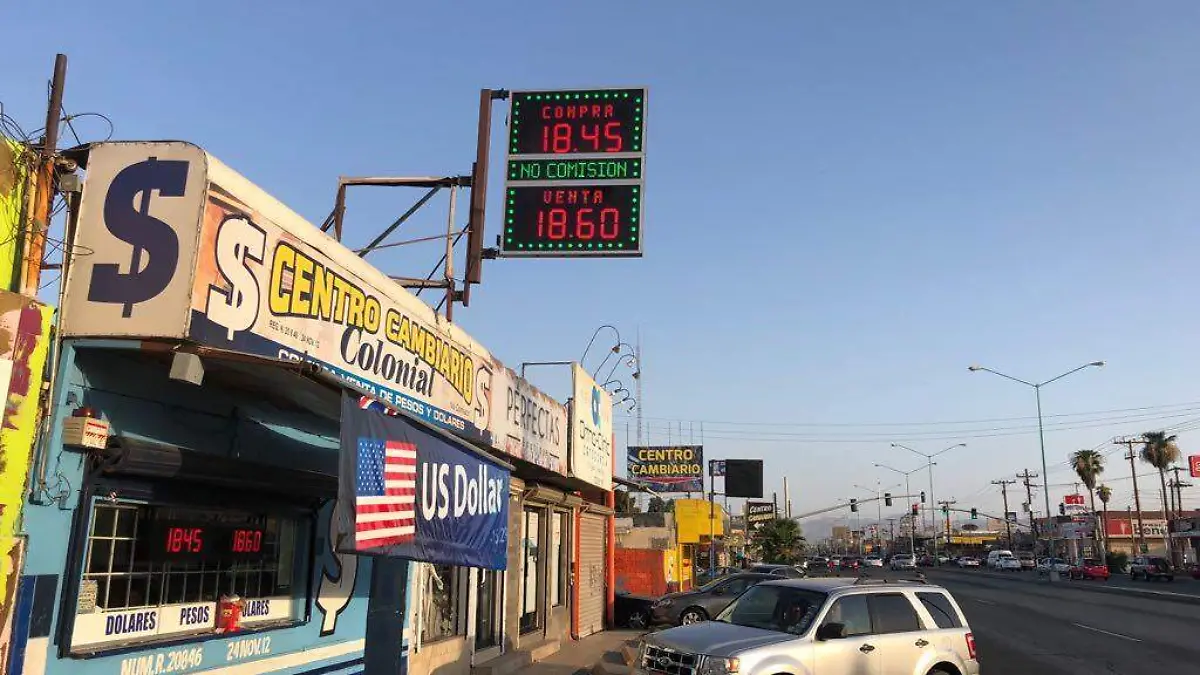 COMPRA
18.45
NO COMISION
VENTA
18.60
$
$ CENTRO CAMBIARIO $
Colonial
COMPRA VENTA DE PESOS Y DOLARES
PERFECTAS
US Dollar
CENTRO
CAMBIARIO
CENTRO
1845 1860
DOLARES PESOS DOLARES
NUM.R.20846 24NOV.12